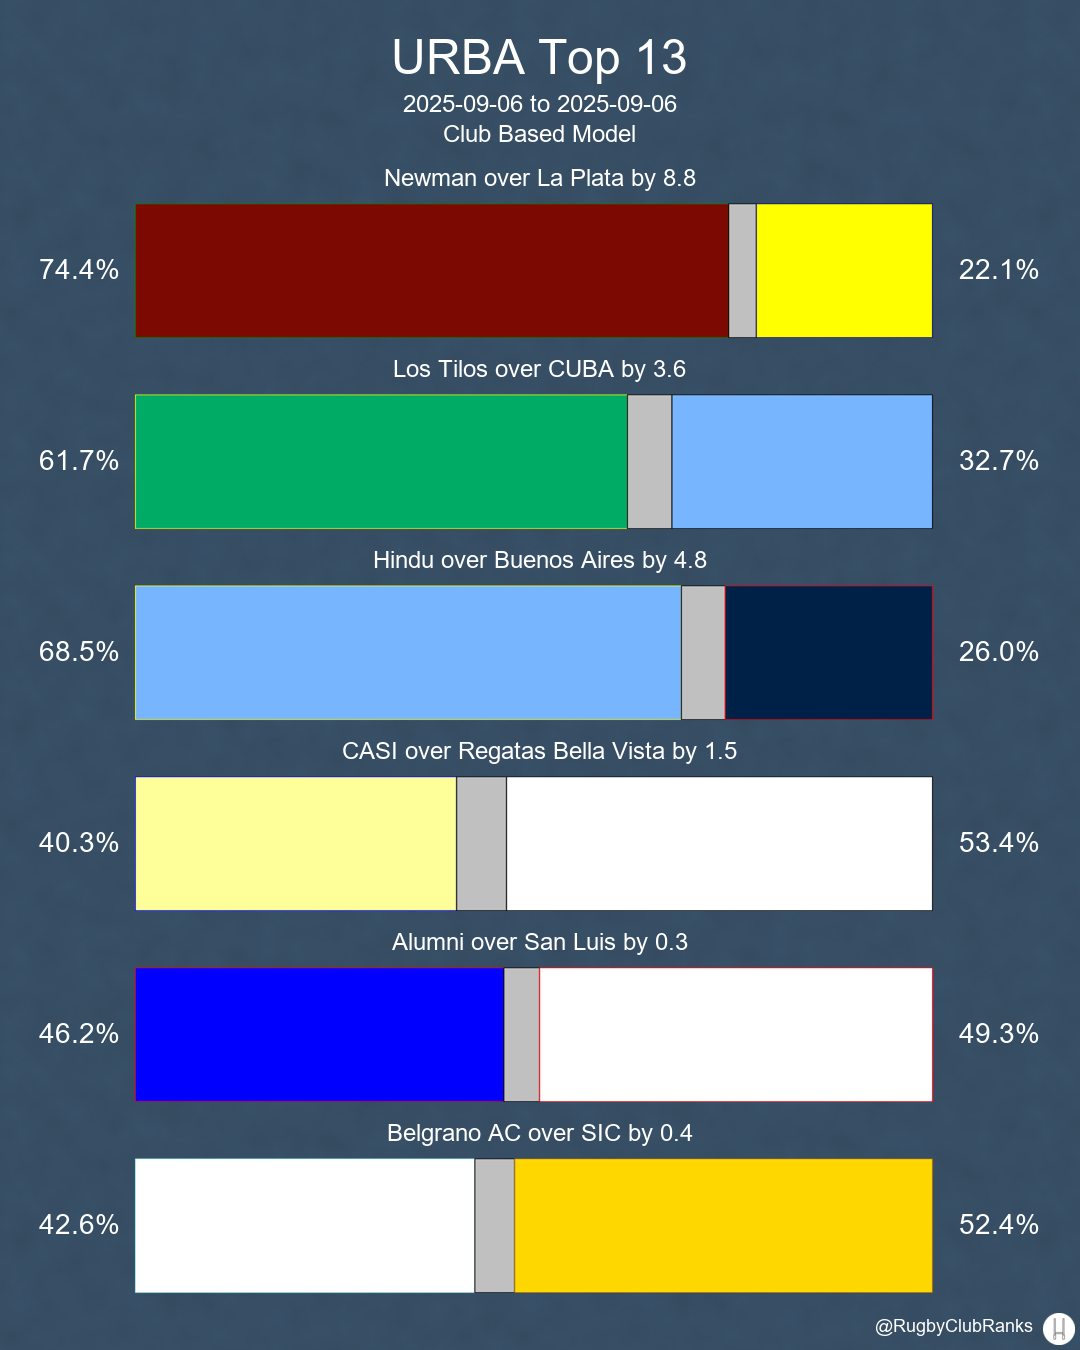 URBA Top 13
2025-09-06 to 2025-09-06
Club Based Model
Newman over La Plata by 8.8
74.4%
22.1%
Los Tilos over CUBA by 3.6
61.7%
32.7%
Hindu over Buenos Aires by 4.8
68.5%
26.0%
CASI over Regatas Bella Vista by 1.5
40.3%
53.4%
Alumni over San Luis by 0.3
46.2%
49.3%
Belgrano AC over SIC by 0.4
42.6%
52.4%
@RugbyClubRanks